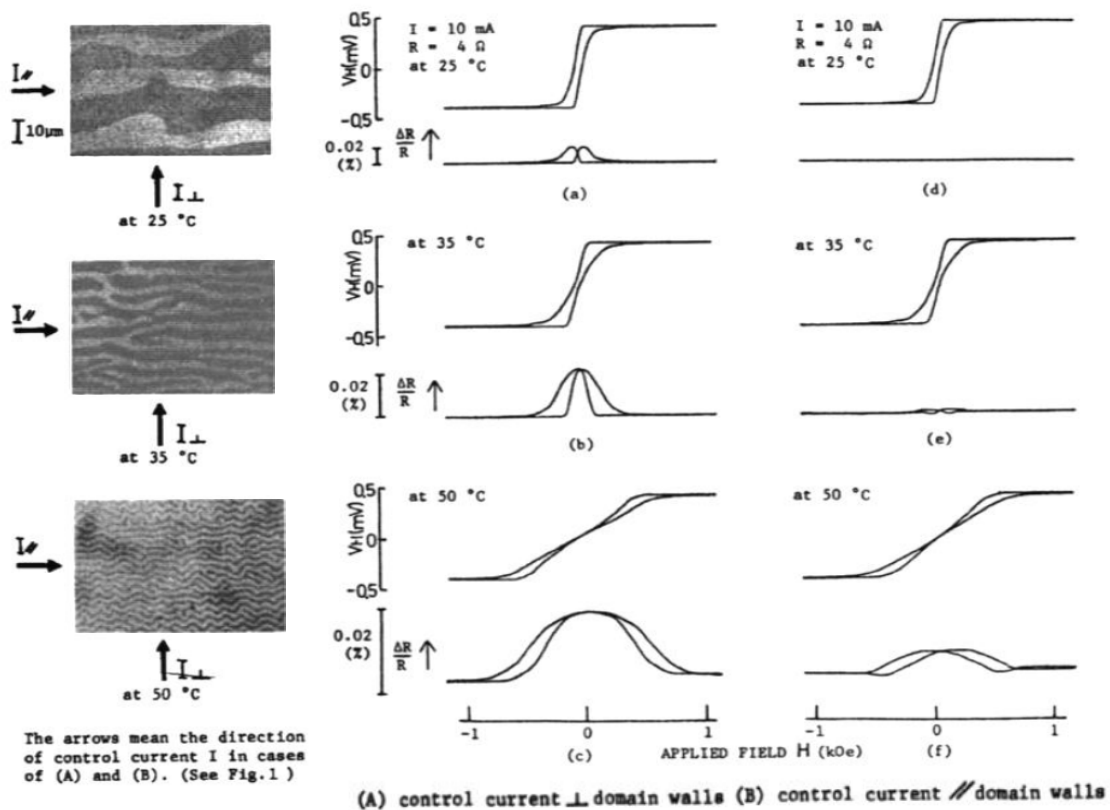 I//
10μm
I⊥
at 25 °C
I//
I⊥
at 35 °C
I//
I⊥
at 50 °C
The arrows mean the direction
of control current I in cases
of (A) and (B). (See Fig.1 )
0.5
0
-0.5
VH(mV)
I = 10 mA
R = 4 Ω
at 25 °C
0.02
(%)
ΔR
R
(a)
I = 10 mA
R = 4 Ω
at 25 °C
(d)
0.5
0
-0.5
VH(mV)
at 35 °C
0.02
(%)
ΔR
R
(b)
at 35 °C
(e)
0.5
0
-0.5
VH(mV)
at 50 °C
0.02
(%)
ΔR
R
at 50 °C
-1 0 1 -1 0 1
(c) APPLIED FIELD H (kOe) (f)
(A) control current ⊥ domain walls (B) control current // domain walls